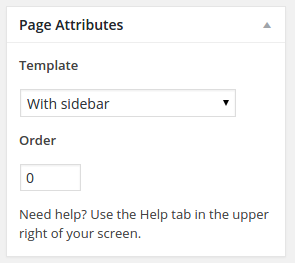 Page Attributes
Template
With sidebar
Order
0
Need help? Use the Help tab in the upper
right of your screen.